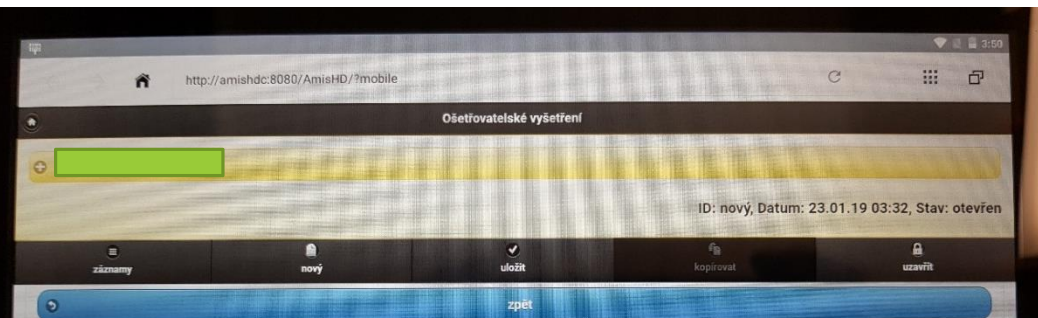 3:50
http://amishdc:8080/AmisHD/?mobile
Ošetřovatelské vyšetření
ID: nový, Datum: 23.01.19 03:32, Stav: otevřen
záznamy nový uložit kopírovat uzavřít
zpět